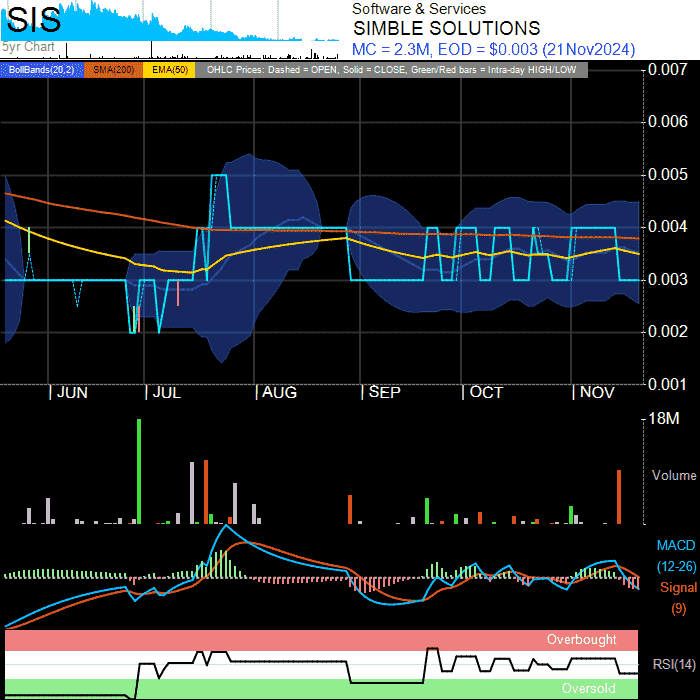 SIS
Software & Services
SIMBLE SOLUTIONS
5yr Chart
MC = 2.3M, EOD = $0.003 (21Nov2024)
BollBands(20,2) SMA(200) EMA(50) OHLC Prices: Dashed = OPEN, Solid = CLOSE, Green/Red bars = Intra-day HIGH/LOW
0.007
0.006
0.005
0.004
0.003
0.002
0.001
JUN JUL AUG SEP OCT NOV
18M
Volume
MACD
(12-26)
Signal
(9)
Overbought
RSI(14)
Oversold